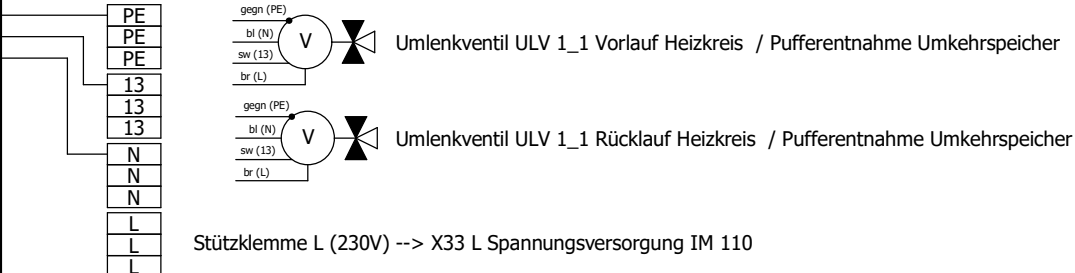 PE
PE
PE
13
13
13
N
N
N
L
L
L
gegn (PE)
bl (N)
sw (13)
br (L)
V
Umlenkventil ULV 1_1 Vorlauf Heizkreis / Pufferentnahme Umkehrspeicher
gegn (PE)
bl (N)
sw (13)
br (L)
V
Umlenkventil ULV 1_1 Rücklauf Heizkreis / Pufferentnahme Umkehrspeicher
Stützklemme L (230V) --> X33 L Spannungsversorgung IM 110